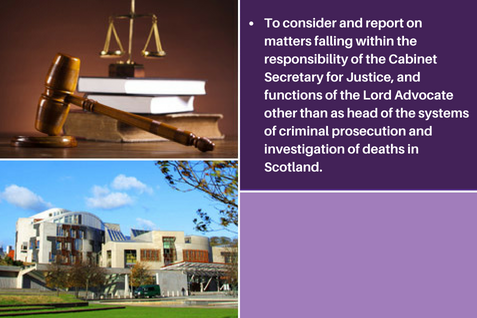 • To consider and report on
matters falling within the
responsibility of the Cabinet
Secretary for Justice, and
functions of the Lord Advocate
other than as head of the systems
of criminal prosecution and
investigation of deaths in
Scotland.